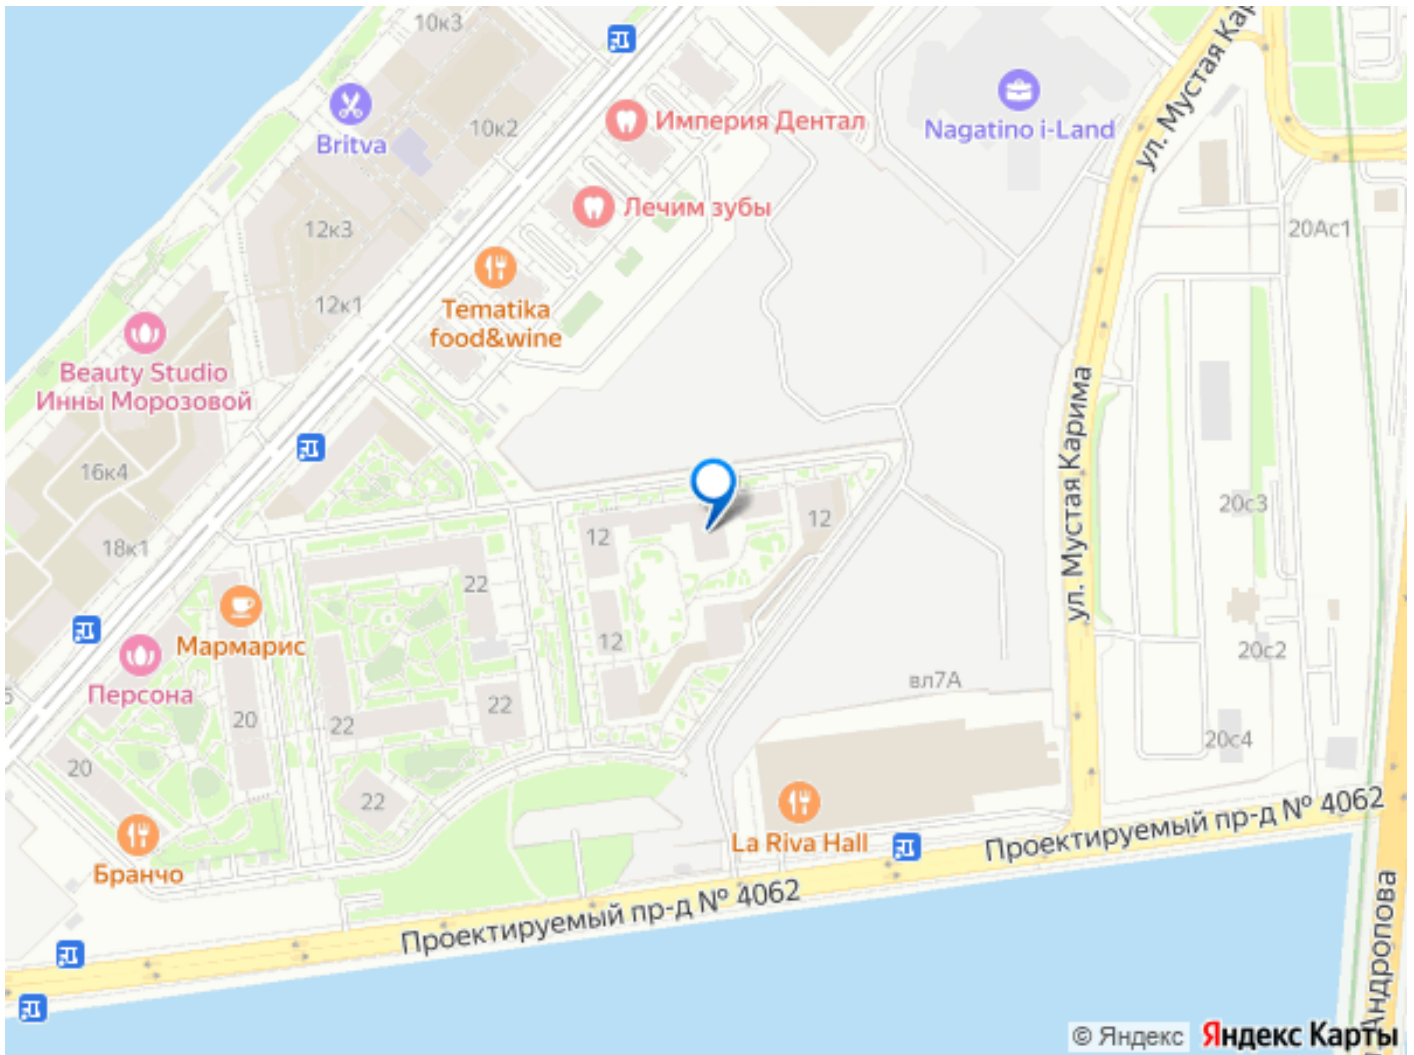 10к3
Britva
10к2
Империя Дентал
Nagatino i-Land
ул. Мустая Кар
Лечим зубы
12к3
20Ас1
12к1
Tematika
food&wine
Beauty Studio
Инны Морозовой
ул. Мустая Карима
16к4
20с3
12
12
18к1
22
Мармарис
12
20с2
Персона
вл7А
22
20
22
20с4
20
22
La Riva Hall
Проектируемый пр-д № 4062
Бранчо
Проектируемый пр-д № 4062
Андропова
© Яндекс
Яндекс Карты